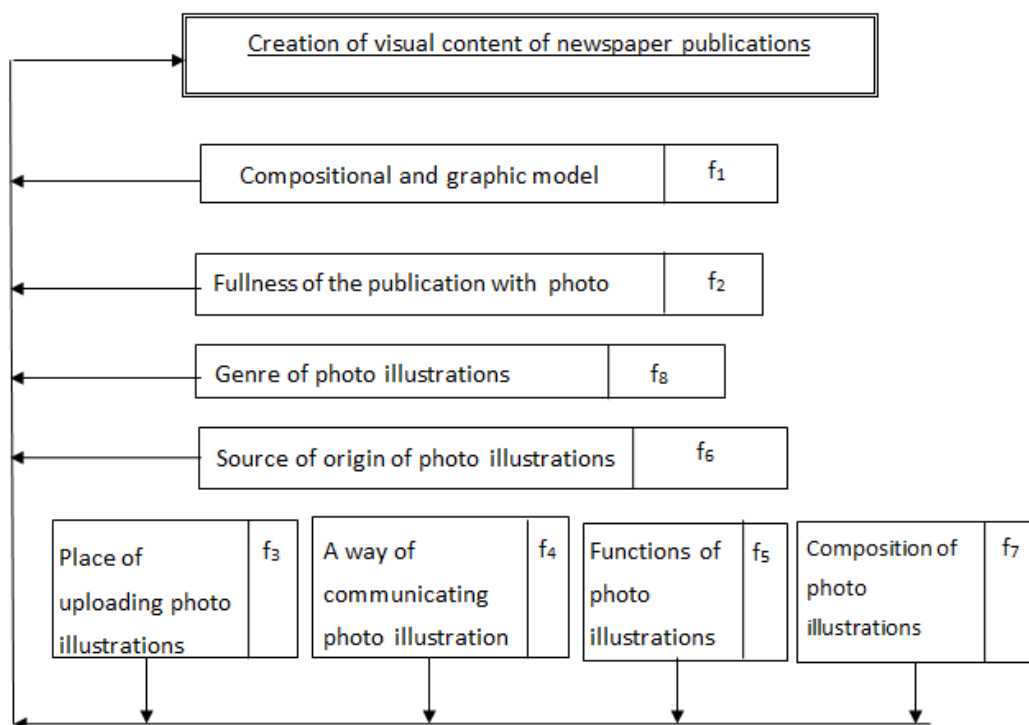 Creation of visual content of newspaper publications
Compositional and graphic model f₁
Fullness of the publication with photo f₂
Genre of photo illustrations f₈
Source of origin of photo illustrations f₆
Place of
uploading photo
illustrations
f₃
A way of
communicating
photo illustration
f₄
Functions of
photo
illustrations
f₅
Composition of
photo
illustrations
f₇